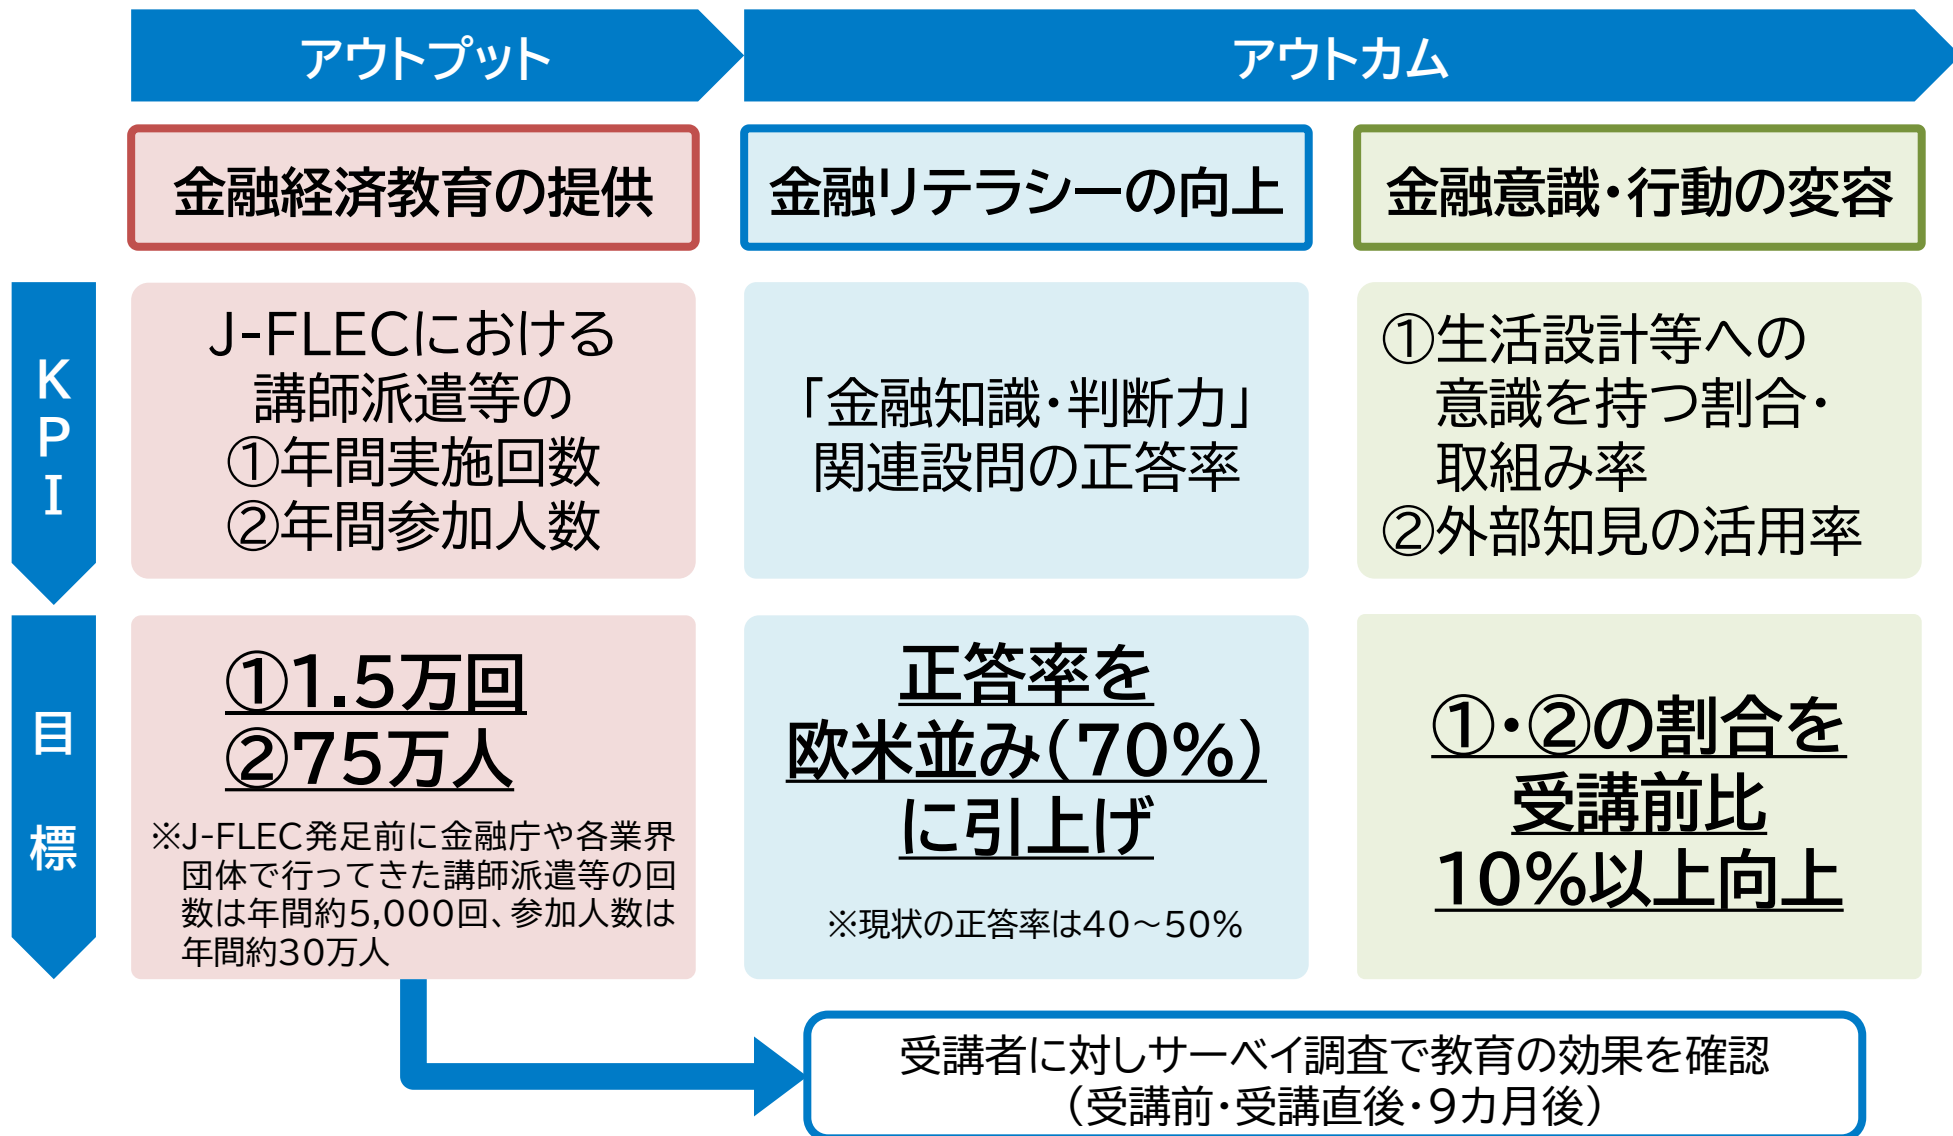 アウトプット
アウトカム
金融経済教育の提供
金融リテラシーの向上
金融意識・行動の変容
KPI
J-FLECにおける
講師派遣等の
①年間実施回数
②年間参加人数
「金融知識・判断力」
関連設問の正答率
①生活設計等への
意識を持つ割合・
取組み率
②外部知見の活用率
目標
①1.5万回
②75万人
※J-FLEC発足前に金融庁や各業界
団体で行ってきた講師派遣等の回
数は年間約5,000回、参加人数は
年間約30万人
正答率を
欧米並み(70%)
に引上げ
※現状の正答率は40～50%
①・②の割合を
受講前比
10%以上向上
受講者に対しサーベイ調査で教育の効果を確認
(受講前・受講直後・9カ月後)